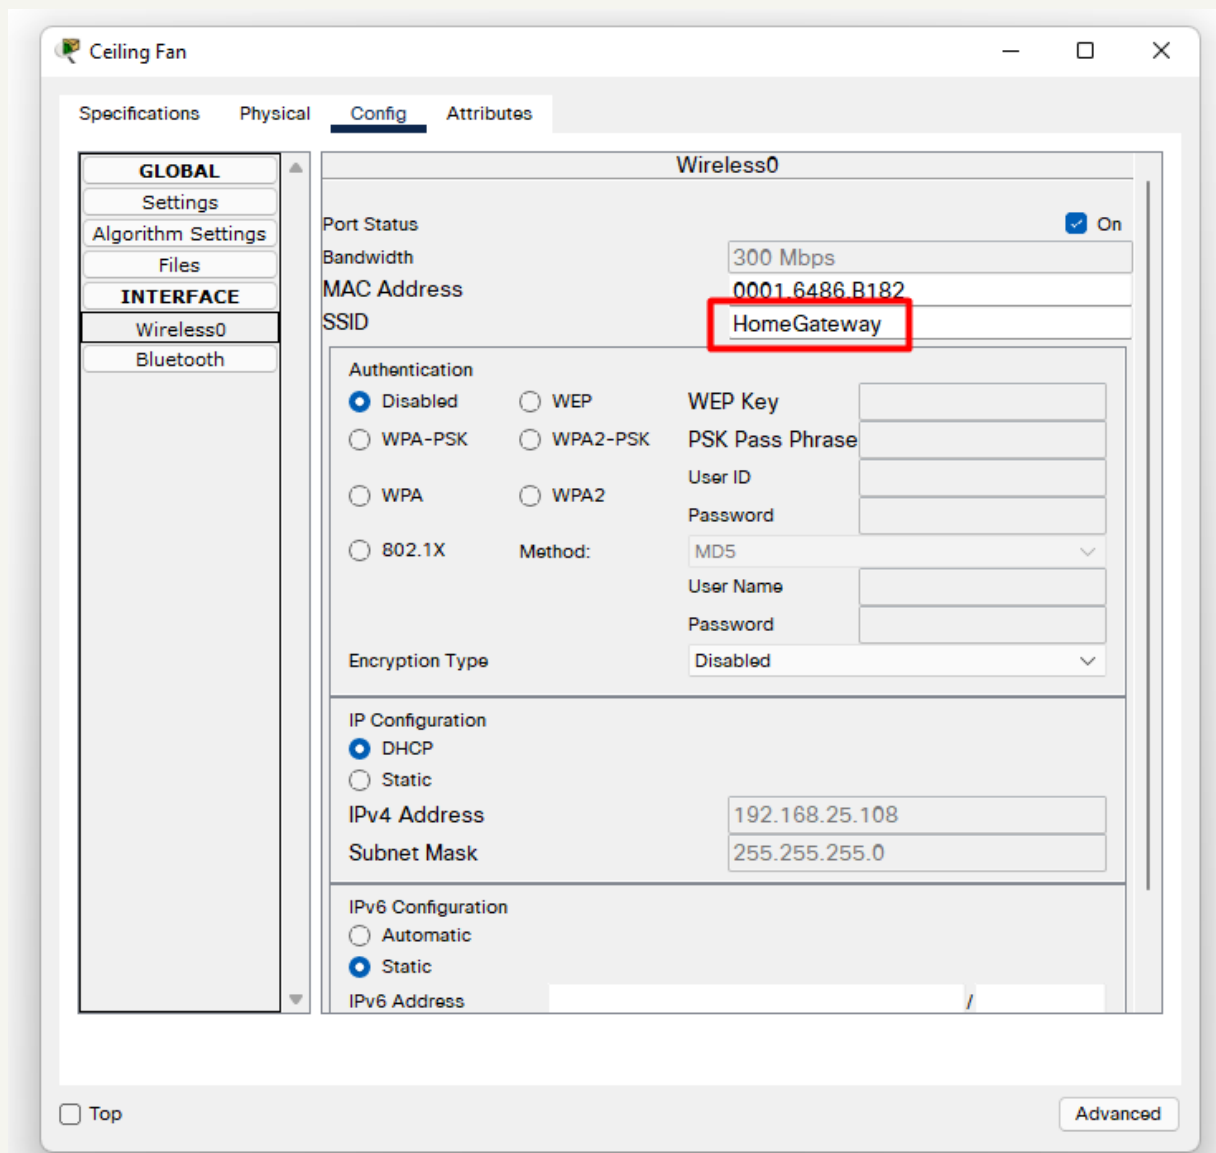 Ceiling Fan
Specifications Physical Config Attributes
GLOBAL
Settings
Algorithm Settings
Files
INTERFACE
Wireless0
Bluetooth
Wireless0
Port Status On
Bandwidth 300 Mbps
MAC Address 0001.6486.B182
SSID HomeGateway
Authentication
Disabled WEP WEP Key
WPA-PSK WPA2-PSK PSK Pass Phrase
User ID
WPA WPA2
Password
802.1X Method: MD5
User Name
Password
Encryption Type Disabled
IP Configuration
DHCP
Static
IPv4 Address 192.168.25.108
Subnet Mask 255.255.255.0
IPv6 Configuration
Automatic
Static
IPv6 Address /
Top Advanced